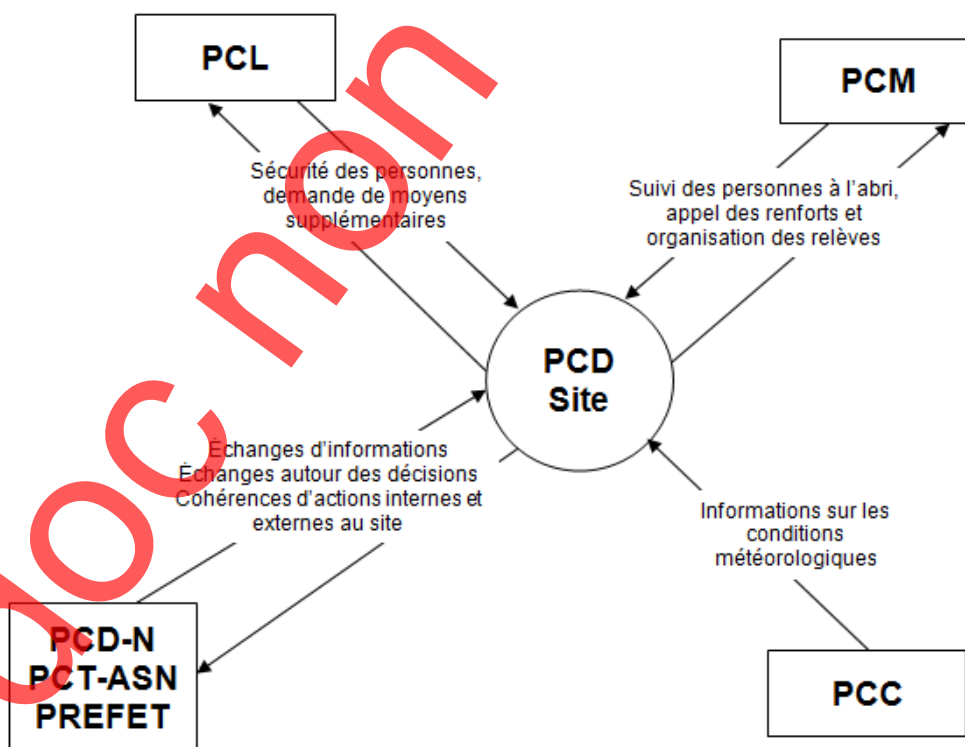 PCL
PCM
Sécurité des personnes,
demande de moyens
supplémentaires
Suivi des personnes à l'abri,
appel des renforts et
organisation des relèves
PCD
Site
Échanges d'informations
Échanges autour des décisions
Cohérences d'actions internes et
externes au site
Informations sur les
conditions
météorologiques
PCD-N
PCT-ASN
PREFET
PCC
doc non